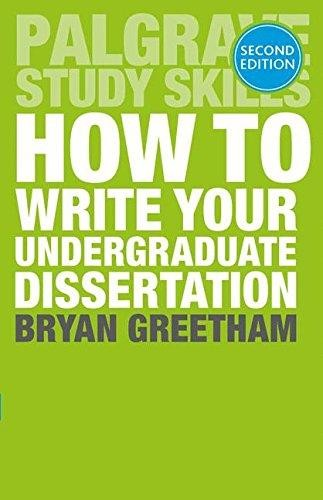 PALGRAVE
STUDY SKILLS
SECOND
EDITION
HOW TO
WRITE YOUR
UNDERGRADUATE
DISSERTATION
BRYAN GREETHAM